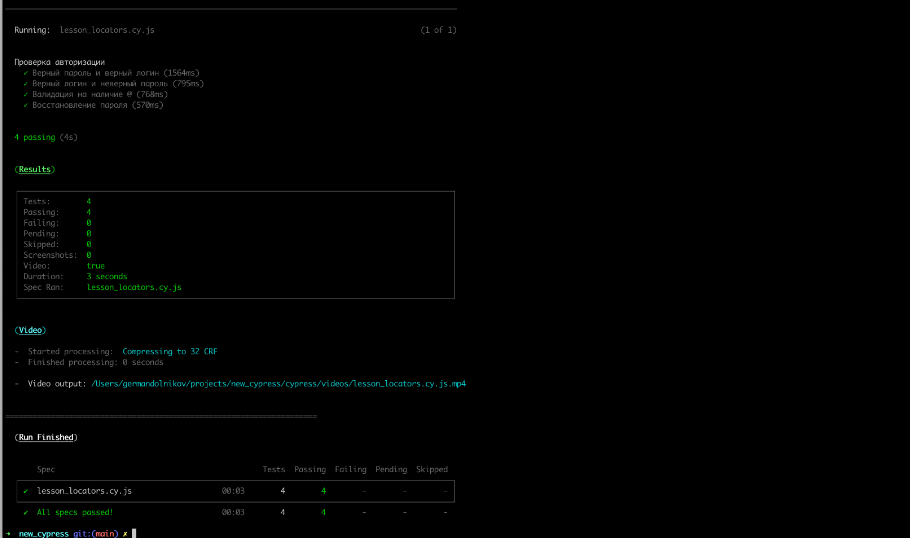 Running: lesson_locators.cy.js (1 of 1)
Проверка авторизации
✓ Верный пароль и верный логин (1564ms)
✓ Верный логин и неверный пароль (795ms)
✓ Валидация на наличие @ (768ms)
✓ Восстановление пароля (570ms)
4 passing (4s)
(Results)
Tests: 4
Passing: 4
Failing: 0
Pending: 0
Skipped: 0
Screenshots: 0
Video: true
Duration: 3 seconds
Spec Ran: lesson_locators.cy.js
(Video)
- Started processing: Compressing to 32 CRF
- Finished processing: 0 seconds
- Video output: /Users/germandolnikov/projects/new_cypress/cypress/videos/lesson_locators.cy.js.mp4
(Run Finished)
Spec Tests Passing Failing Pending Skipped
✓ lesson_locators.cy.js 00:03 4 4 - - -
✓ All specs passed! 00:03 4 4 - - -
➜ new_cypress git:(main) ✗